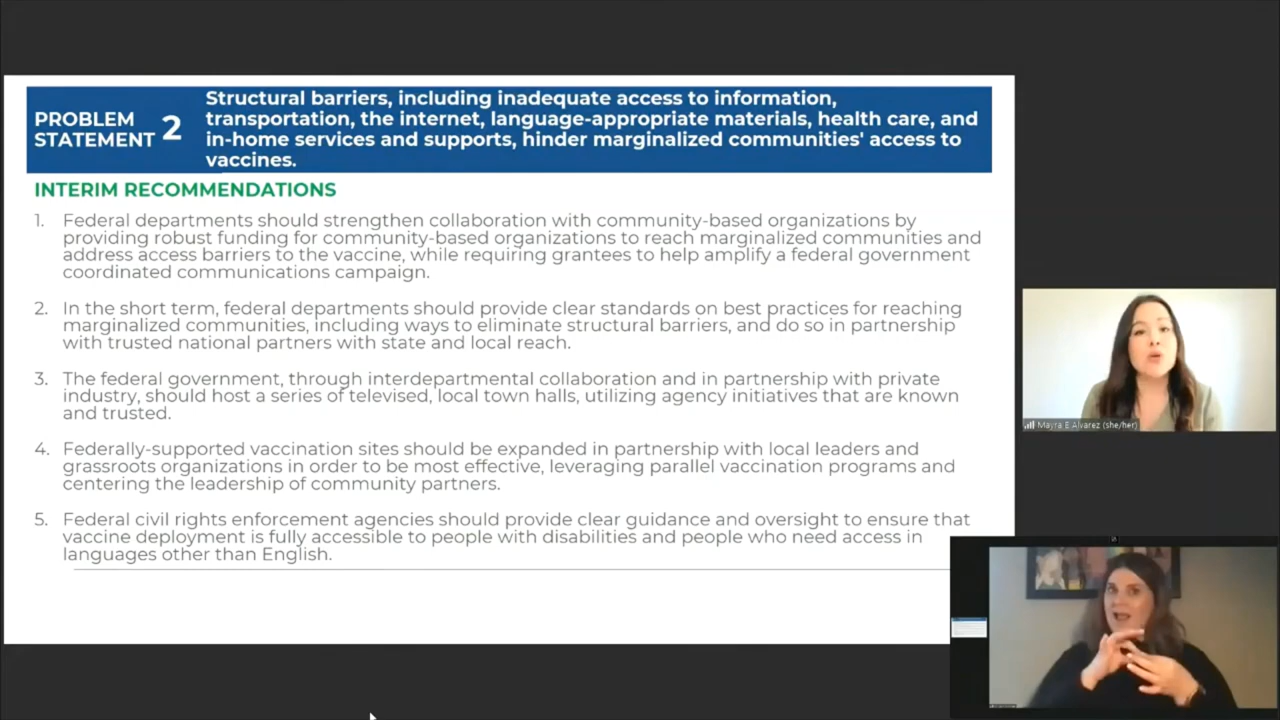 PROBLEM
STATEMENT 2
Structural barriers, including inadequate access to information,
transportation, the internet, language-appropriate materials, health care, and
in-home services and supports, hinder marginalized communities' access to
vaccines.
INTERIM RECOMMENDATIONS
1. Federal departments should strengthen collaboration with community-based organizations by
providing robust funding for community-based organizations to reach marginalized communities and
address access barriers to the vaccine, while requiring grantees to help amplify a federal government
coordinated communications campaign.
2. In the short term, federal departments should provide clear standards on best practices for reaching
marginalized communities, including ways to eliminate structural barriers, and do so in partnership
with trusted national partners with state and local reach.
3. The federal government, through interdepartmental collaboration and in partnership with private
industry, should host a series of televised, local town halls, utilizing agency initiatives that are known
and trusted.
4. Federally-supported vaccination sites should be expanded in partnership with local leaders and
grassroots organizations in order to be most effective, leveraging parallel vaccination programs and
centering the leadership of community partners.
5. Federal civil rights enforcement agencies should provide clear guidance and oversight to ensure that
vaccine deployment is fully accessible to people with disabilities and people who need access in
languages other than English.
Mayra E Alvarez (she/her)